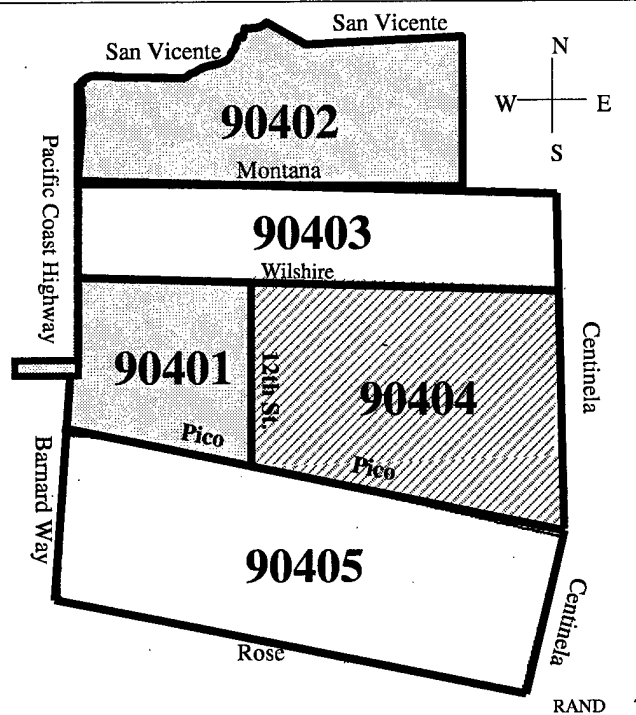 San Vicente
San Vicente
N
W
E
S
90402
Montana
Pacific Coast Highway
90403
Wilshire
90401
12th St.
90404
Centinela
Pico
Pico
Barnard Way
90405
Centinela
Rose
RAND